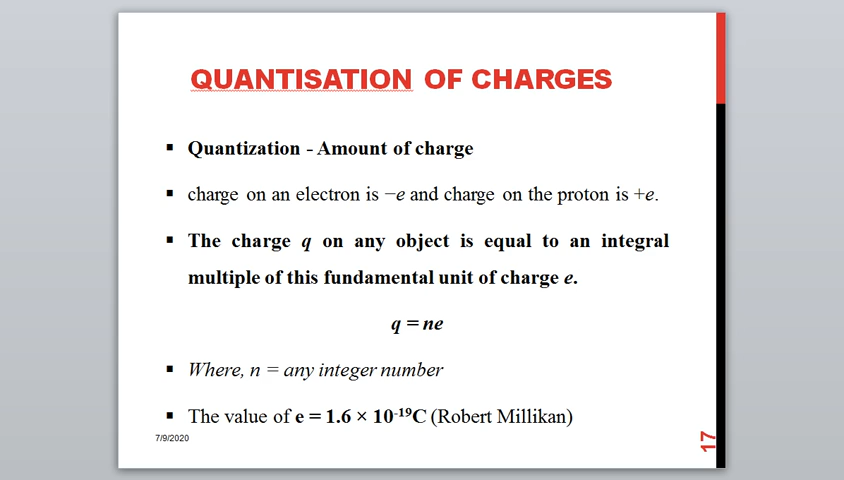 QUANTISATION OF CHARGES
▪ Quantization - Amount of charge
▪ charge on an electron is −e and charge on the proton is +e.
▪ The charge q on any object is equal to an integral
multiple of this fundamental unit of charge e.
q = ne
▪ Where, n = any integer number
▪ The value of e = 1.6 × 10⁻¹⁹C (Robert Millikan)
7/9/2020
17